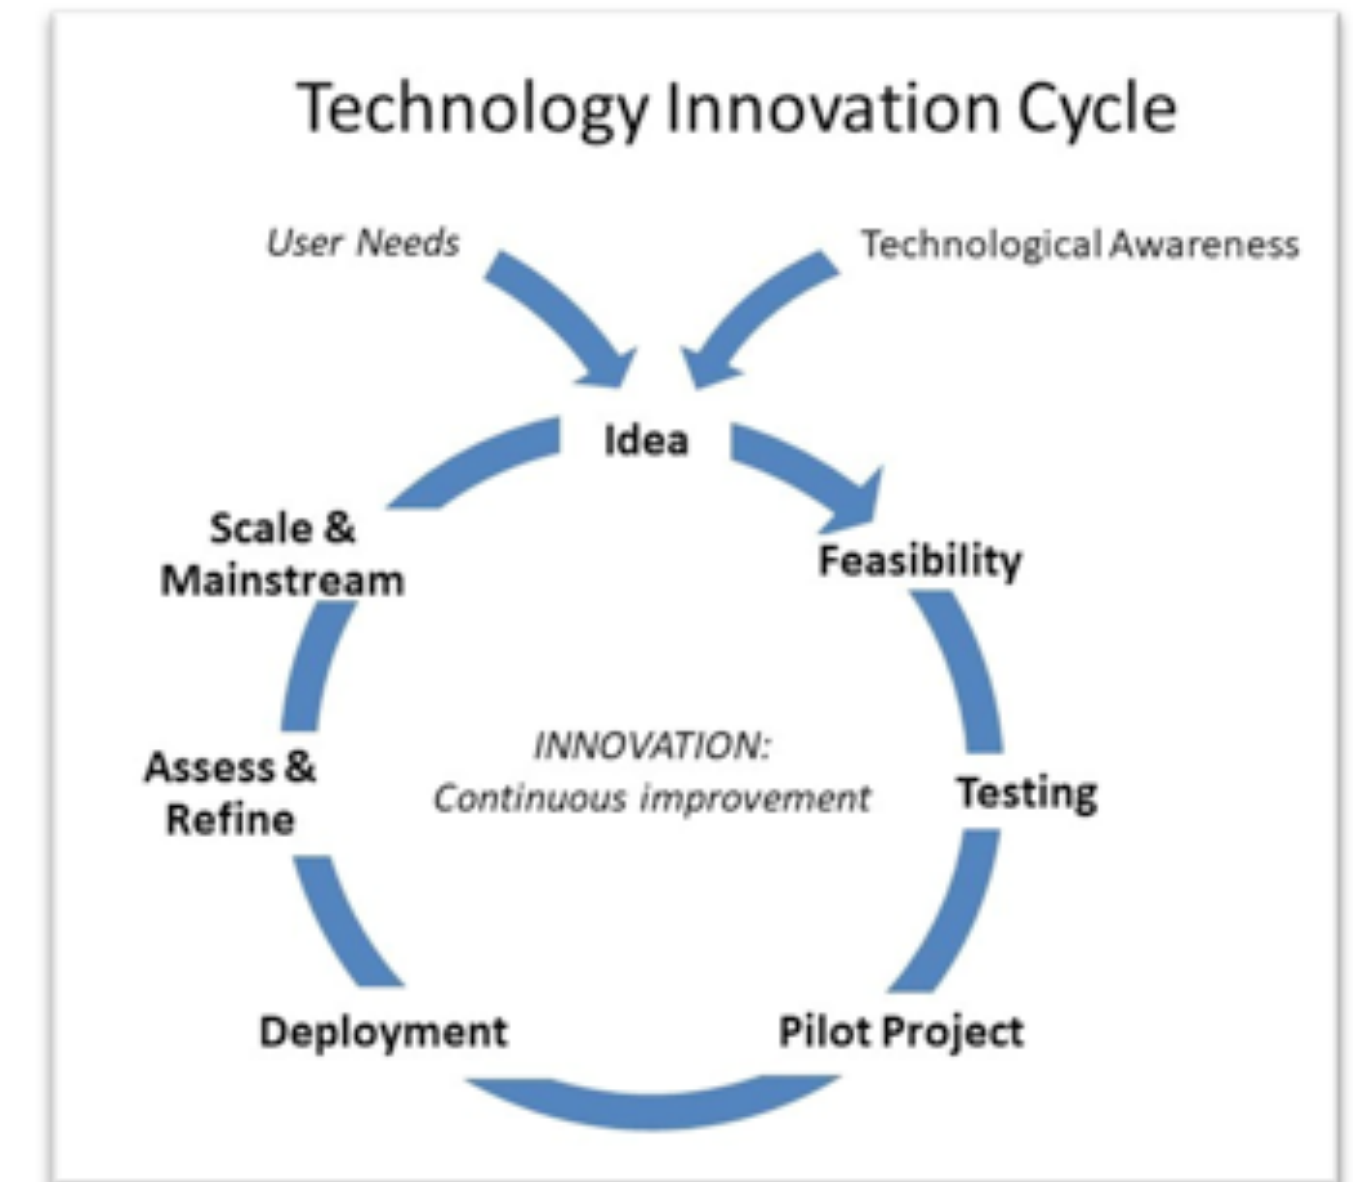 Technology Innovation Cycle
User Needs
Technological Awareness
Idea
Feasibility
Testing
Pilot Project
Deployment
Assess &
Refine
Scale &
Mainstream
INNOVATION:
Continuous improvement